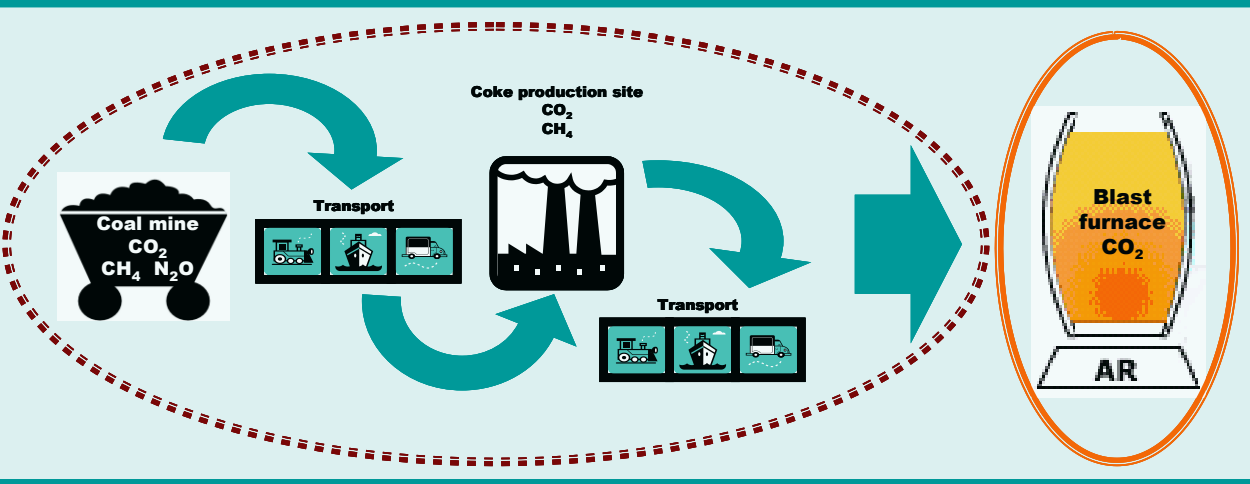 Coal mine
CO₂
CH₄ N₂O
Transport
Coke production site
CO₂
CH₄
Transport
Blast
furnace
CO₂
AR